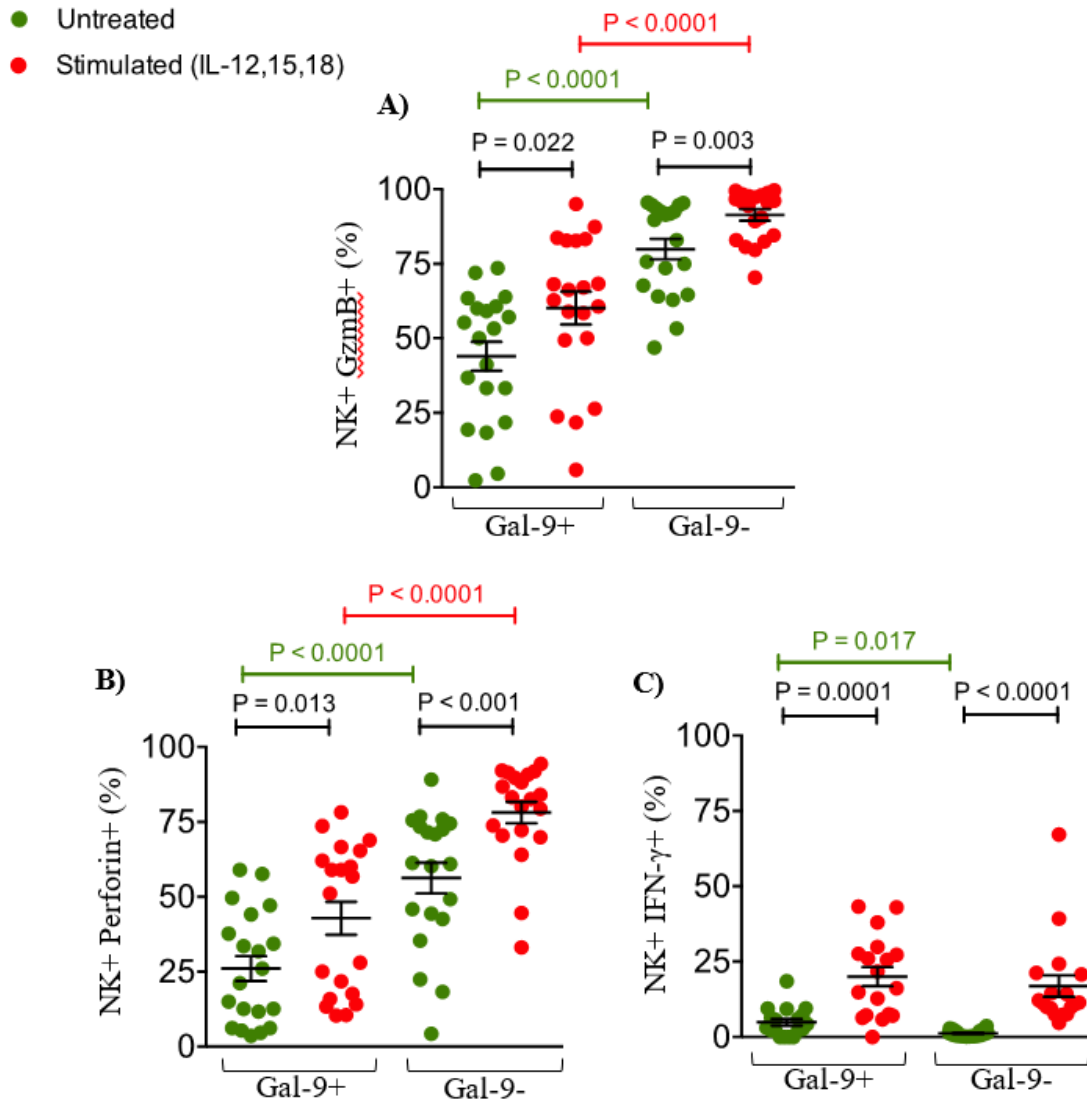 Untreated
Stimulated (IL-12,15,18)
P < 0.0001
P < 0.0001
A)
P = 0.022
P = 0.003
NK+ GzmB+ (%)
100
75
50
25
0
Gal-9+
Gal-9-
P < 0.0001
P < 0.0001
B)
P = 0.013
P < 0.001
NK+ Perforin+ (%)
100
75
50
25
0
Gal-9+
Gal-9-
P = 0.017
C)
P = 0.0001
P < 0.0001
NK+ IFN-γ+ (%)
100
75
50
25
0
Gal-9+
Gal-9-